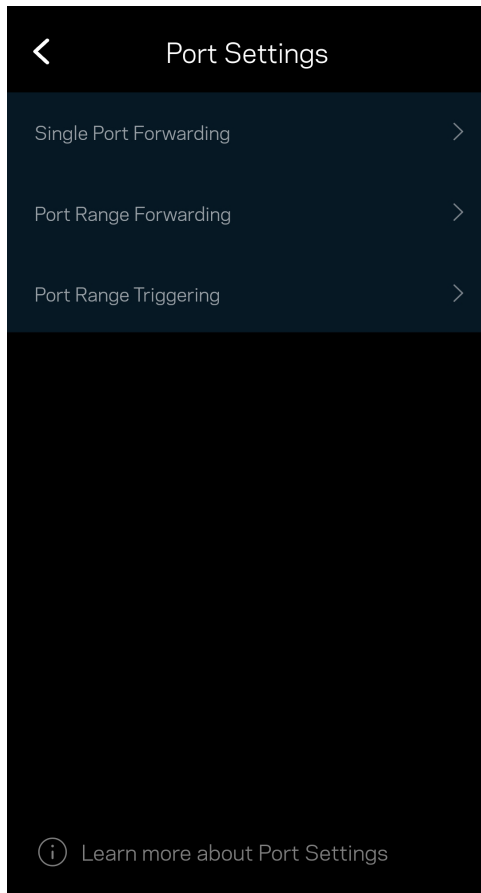 Port Settings
Single Port Forwarding
Port Range Forwarding
Port Range Triggering
Learn more about Port Settings